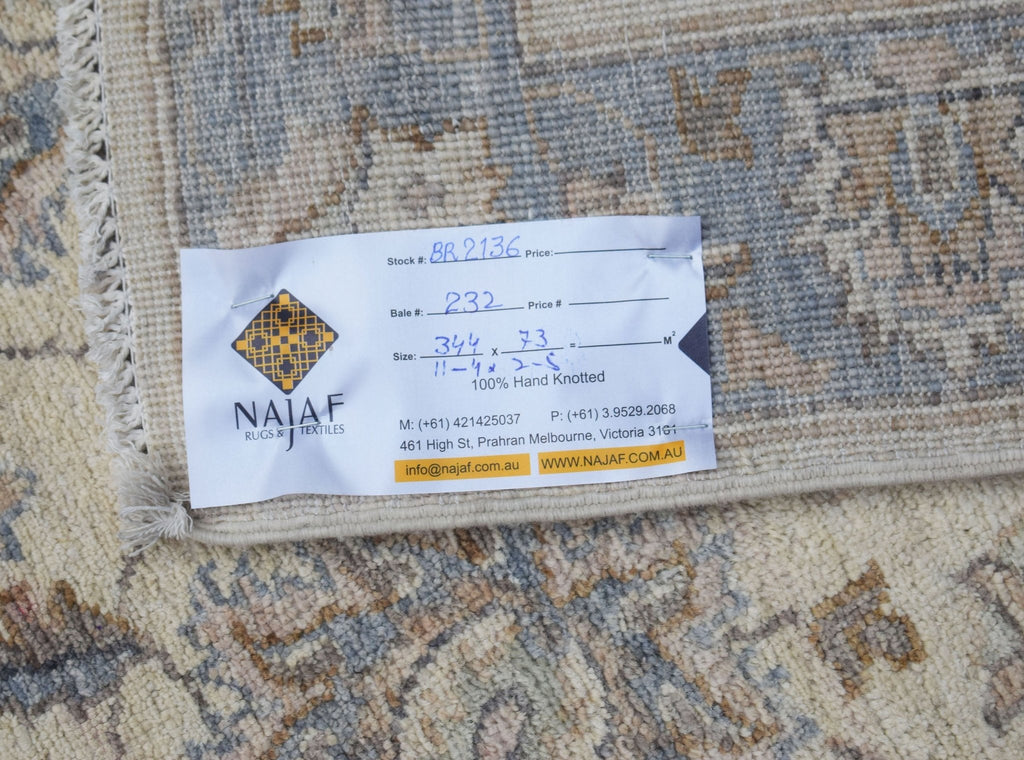 Stock #: BR2136 Price:
Bale #: 232 Price #
Size: 344 x 73 = M²
11-4 x 2-5
100% Hand Knotted
NAJAF
RUGS & TEXTILES
M: (+61) 421425037 P: (+61) 3.9529.2068
461 High St, Prahran Melbourne, Victoria 3181
info@najaf.com.au WWW.NAJAF.COM.AU